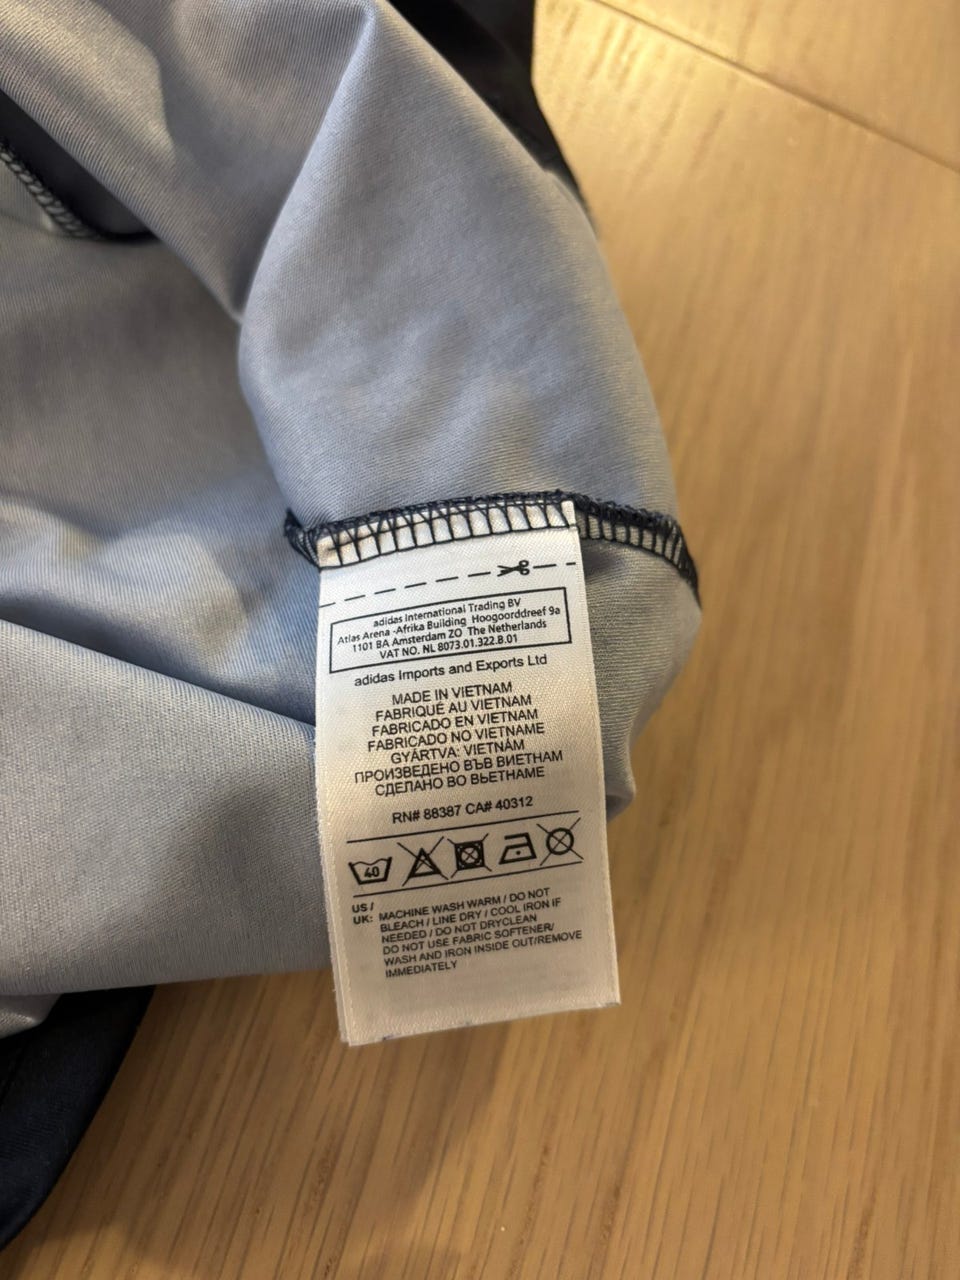 adidas International Trading BV
Atlas Arena -Afrika Building Hoogoorddreef 9a
1101 BA Amsterdam ZO The Netherlands
VAT NO. NL 8073.01.322.B.01
adidas Imports and Exports Ltd
MADE IN VIETNAM
FABRIQUÉ AU VIETNAM
FABRICADO EN VIETNAM
FABRICADO NO VIETNAME
GYÁRTVA: VIETNÁM
ПРОИЗВЕДЕНО ВЪВ ВИЕТНАМ
СДЕЛАНО ВО ВЬЕТНАМЕ
RN# 88387 CA# 40312
40
US /
UK: MACHINE WASH WARM / DO NOT
BLEACH / LINE DRY / COOL IRON IF
NEEDED / DO NOT DRYCLEAN
DO NOT USE FABRIC SOFTENER/
WASH AND IRON INSIDE OUT/REMOVE
IMMEDIATELY